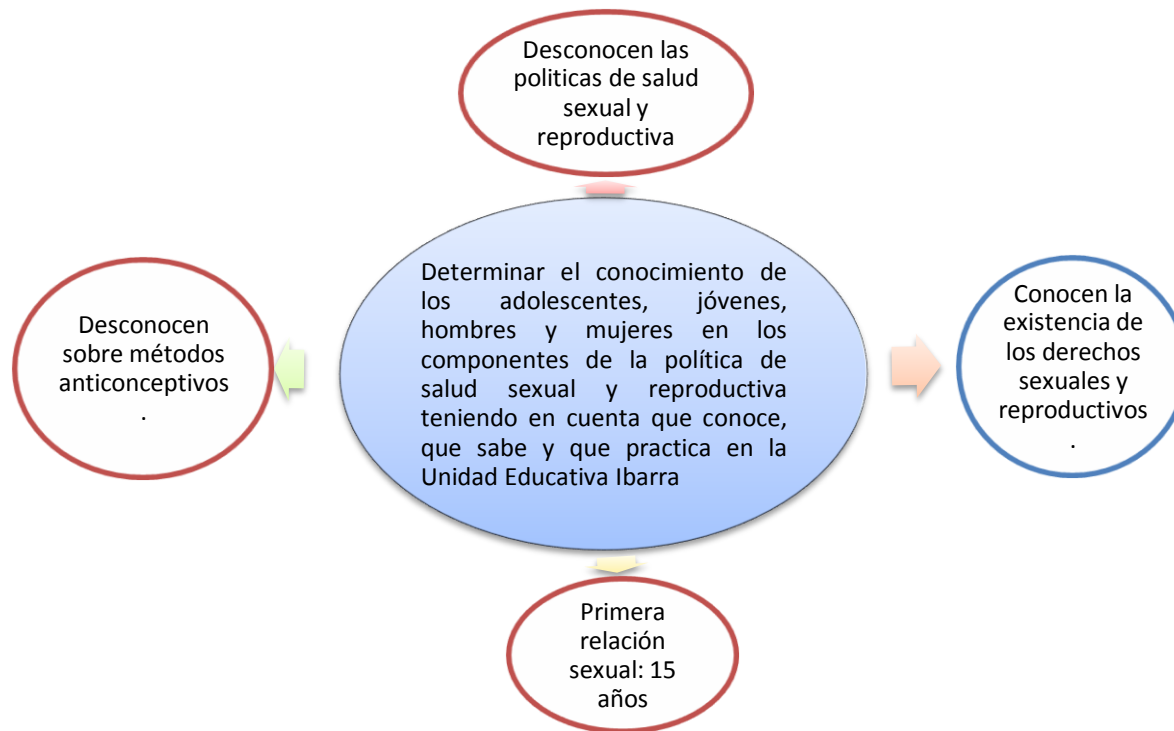 Desconocen las
politicas de salud
sexual y
reproductiva
Determinar el conocimiento de
los adolescentes, jóvenes,
hombres y mujeres en los
componentes de la política de
salud sexual y reproductiva
teniendo en cuenta que conoce,
que sabe y que practica en la
Unidad Educativa Ibarra
Desconocen
sobre métodos
anticonceptivos
.
Conocen la
existencia de
los derechos
sexuales y
reproductivos
.
Primera
relación
sexual: 15
años